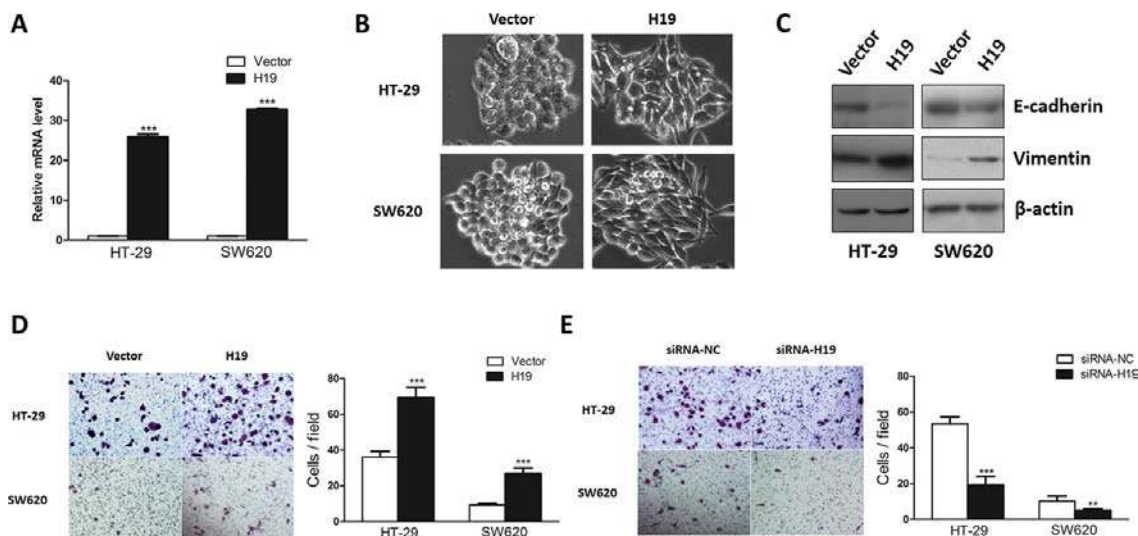 A
Vector
H19
Relative mRNA level
40
30
20
10
0
***
***
HT-29
SW620
B
Vector
H19
HT-29
SW620
C
Vector
H19
Vector
H19
E-cadherin
Vimentin
β-actin
HT-29
SW620
D
Vector
H19
HT-29
SW620
Vector
H19
Cells / field
80
60
40
20
0
***
***
HT-29
SW620
E
siRNA-NC
siRNA-H19
HT-29
SW620
siRNA-NC
siRNA-H19
Cells / field
80
60
40
20
0
***
**
HT-29
SW620